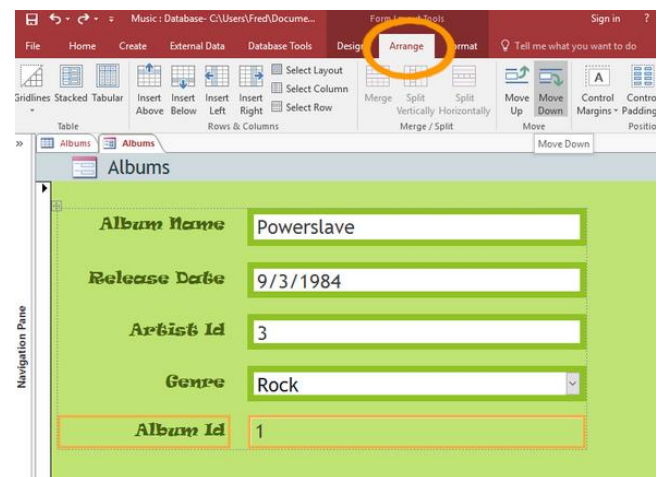 Music : Database- C:\Users\Fred\Docume... Form Layout Tools Sign in ?
File Home Create External Data Database Tools Design Arrange Format Tell me what you want to do
Gridlines Stacked Tabular Insert Above Insert Below Insert Left Insert Right Select Layout Select Column Select Row Merge Split Vertically Split Horizontally Move Up Move Down Control Margins Control Padding
Table Rows & Columns Merge / Split Move Positio
Albums Albums Move Down
Albums
Album Name Powerslave
Release Date 9/3/1984
Artist Id 3
Genre Rock
Album Id 1
Navigation Pane